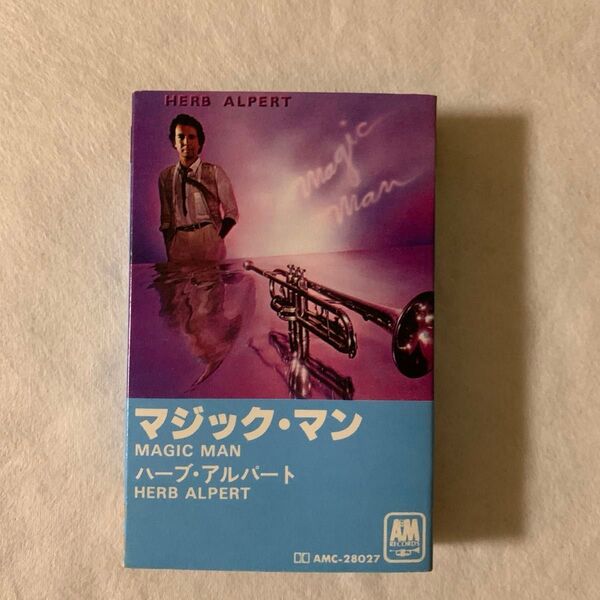 HERB ALPERT
Magic
Man
マジック・マン
MAGIC MAN
ハーブ・アルパート
HERB ALPERT
A&M
RECORDS
AMC-28027